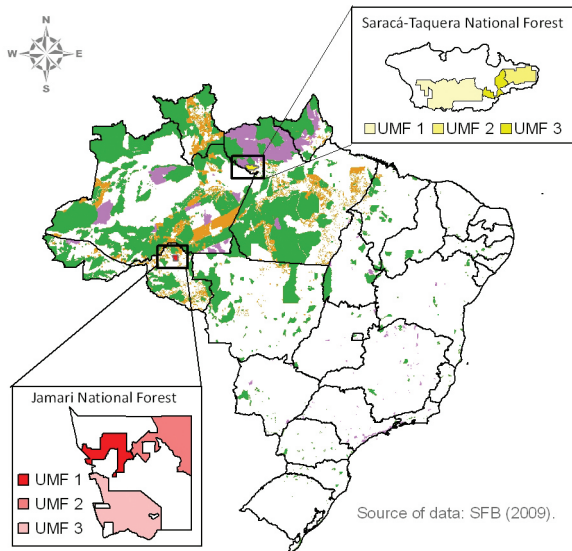 N
W E
S
Saracá-Taquera National Forest
UMF 1 UMF 2 UMF 3
Jamari National Forest
UMF 1
UMF 2
UMF 3
Source of data: SFB (2009).